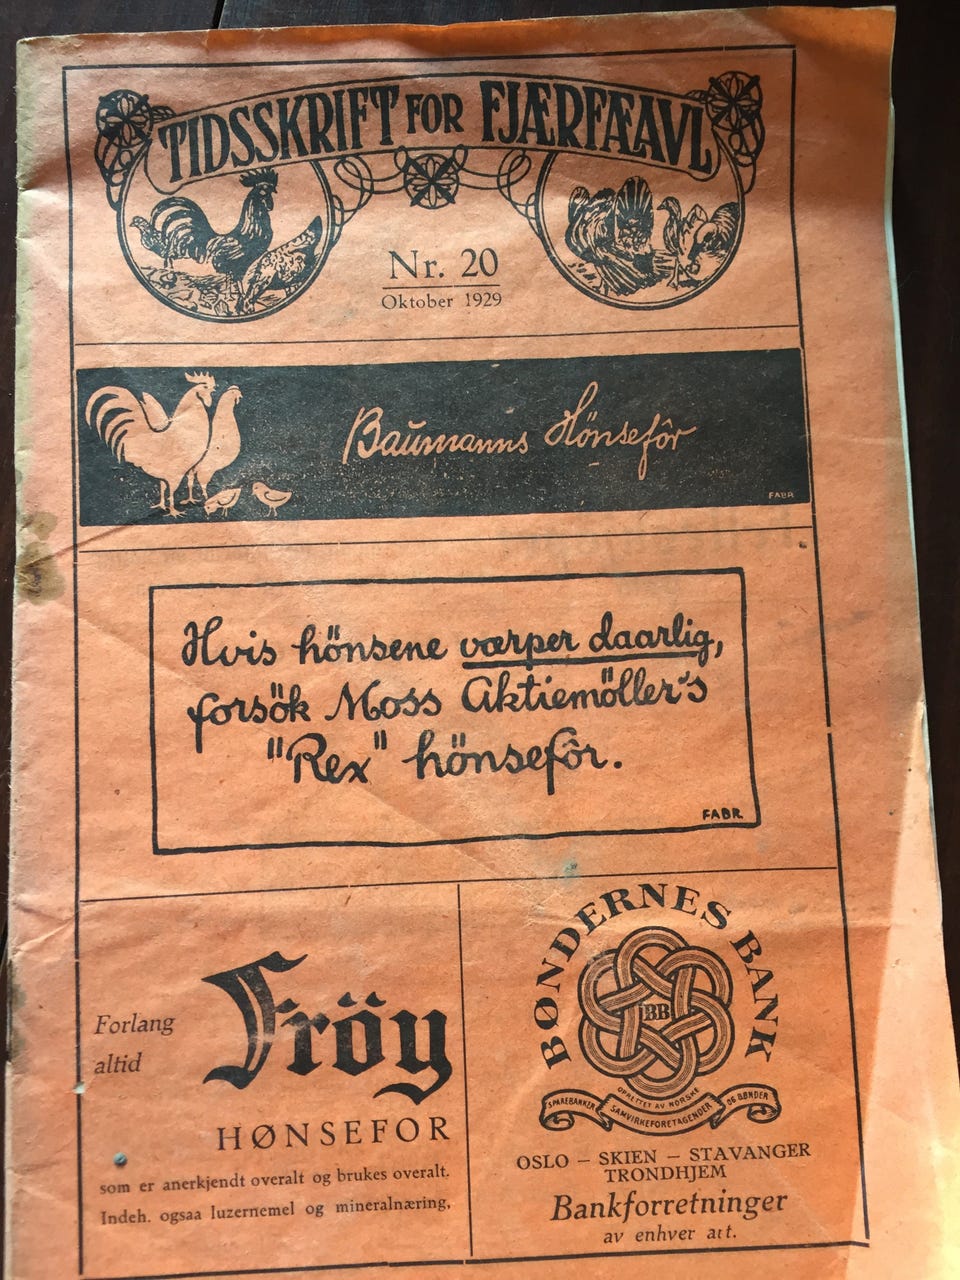 TIDSSKRIFT FOR FJÆRFÆAVL
Nr. 20
Oktober 1929
Baumanns Hönsefôr
FABR
Hvis hönsene værper daarlig,
forsök Moss Aktiemöller's
"Rex" hönsefôr.
FABR.
Forlang
altid
Fröy
HØNSEFOR
som er anerkjendt overalt og brukes overalt.
Indeh. ogsaa luzernemel og mineralnæring,
BØNDERNES BANK
BB
OPRETTET AV NORSKE
SPAREBANKER SAMVIRKEFORETAGENDER OG BØNDER
OSLO – SKIEN – STAVANGER
TRONDHJEM
Bankforretninger
av enhver art.